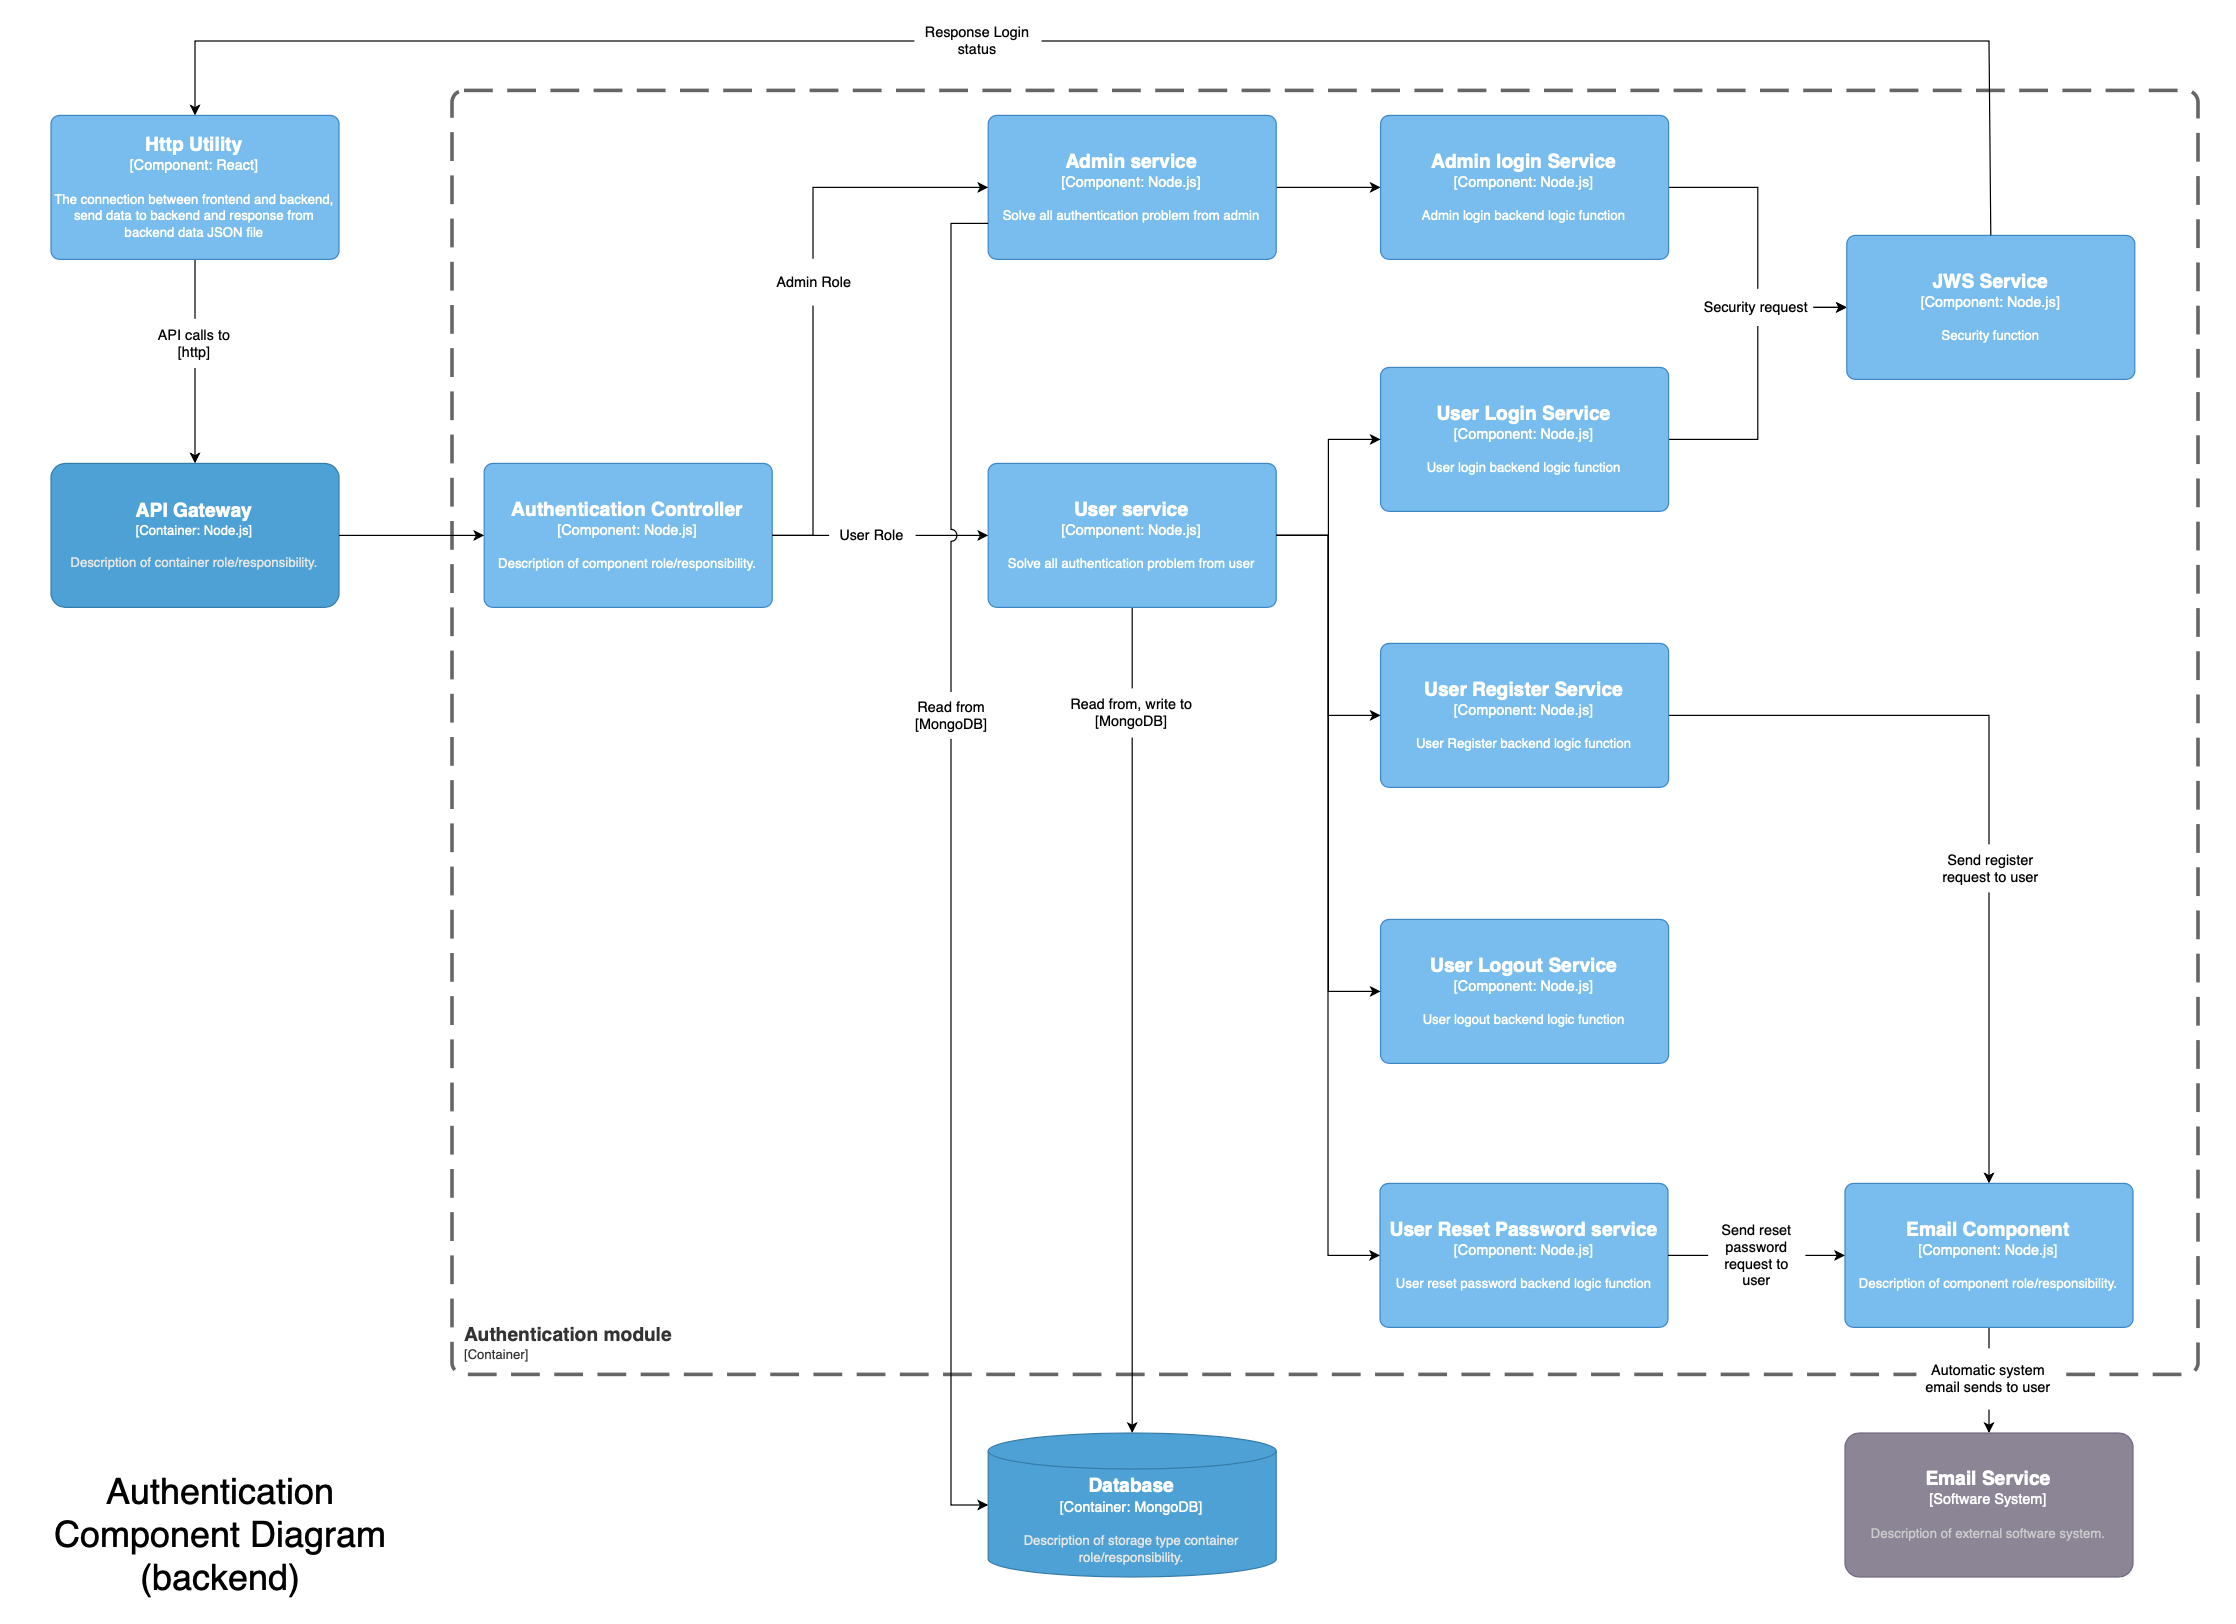 Response Login
status
Http Utility
[Component: React]
The connection between frontend and backend,
send data to backend and response from
backend data JSON file
Admin service
[Component: Node.js]
Solve all authentication problem from admin
Admin login Service
[Component: Node.js]
Admin login backend logic function
Admin Role
JWS Service
[Component: Node.js]
Security function
Security request
API calls to
[http]
User Login Service
[Component: Node.js]
User login backend logic function
API Gateway
[Container: Node.js]
Description of container role/responsibility.
Authentication Controller
[Component: Node.js]
Description of component role/responsibility.
User Role
User service
[Component: Node.js]
Solve all authentication problem from user
Read from
[MongoDB]
Read from, write to
[MongoDB]
User Register Service
[Component: Node.js]
User Register backend logic function
Send register
request to user
User Logout Service
[Component: Node.js]
User logout backend logic function
User Reset Password service
[Component: Node.js]
User reset password backend logic function
Send reset
password
request to
user
Email Component
[Component: Node.js]
Description of component role/responsibility.
Authentication module
[Container]
Automatic system
email sends to user
Database
[Container: MongoDB]
Description of storage type container
role/responsibility.
Email Service
[Software System]
Description of external software system.
Authentication
Component Diagram
(backend)